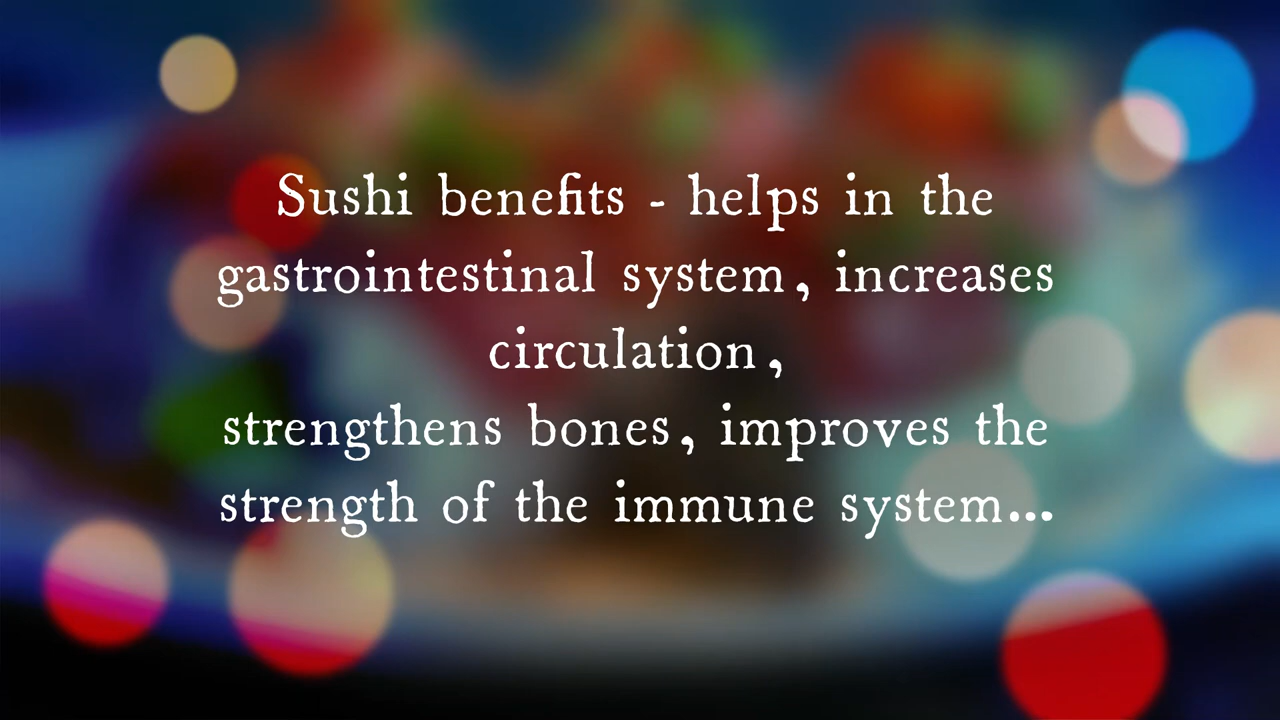 Sushi benefits - helps in the
gastrointestinal system, increases
circulation,
strengthens bones, improves the
strength of the immune system...